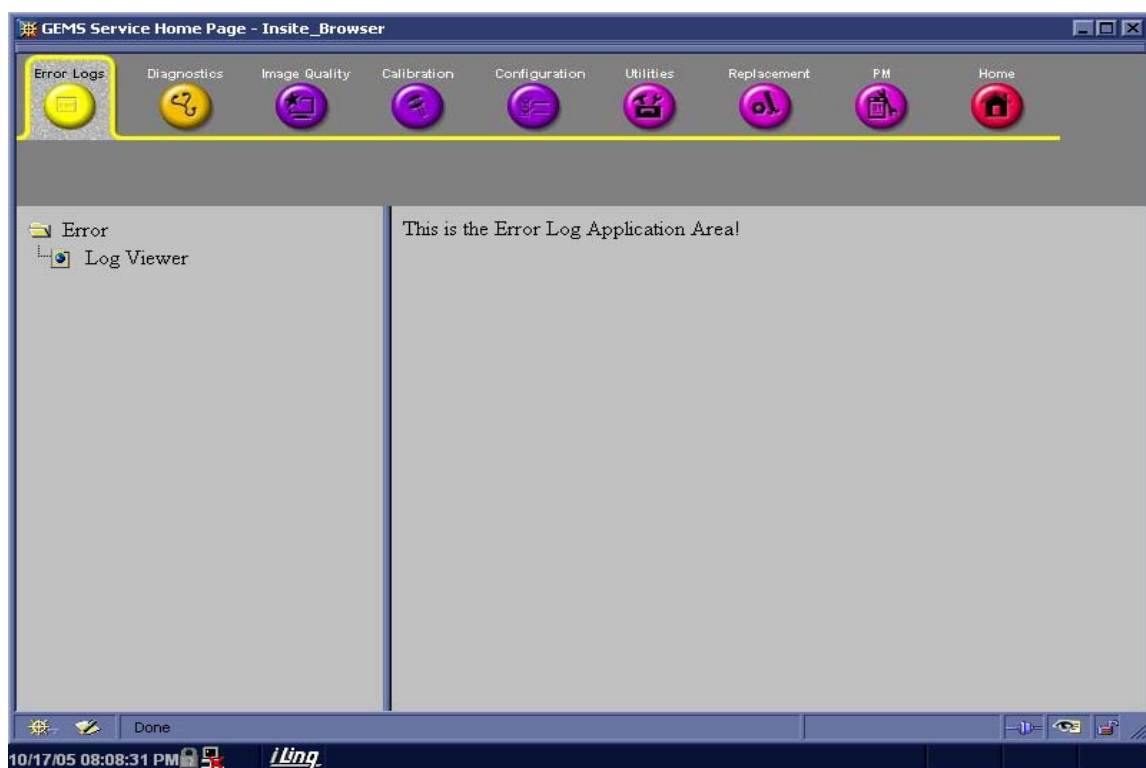 GEMS Service Home Page - Insite_Browser
Error Logs Diagnostics Image Quality Calibration Configuration Utilities Replacement PM Home
Error
Log Viewer
This is the Error Log Application Area!
Done
10/17/05 08:08:31 PM iLinq